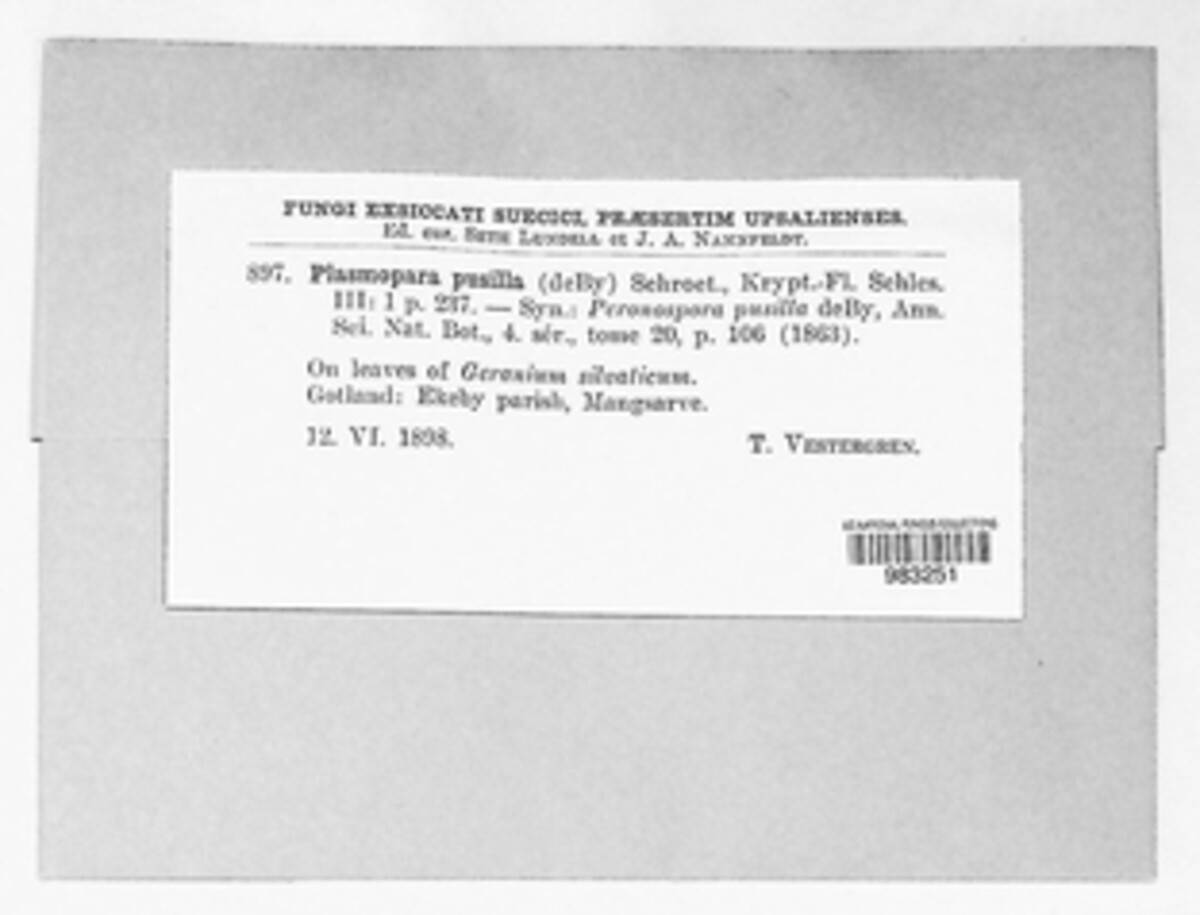 FUNGI EXSICCATI SUECICI, PRÆSERTIM UPSALIENSES.
Ed. cur. SETH LUNDELL et J. A. NANNFELDT.
897. Plasmopara pusilla (deBy) Schroet., Krypt.-Fl. Schles.
III: 1 p. 237. — Syn.: Peronospora pusilla deBy, Ann.
Sci. Nat. Bot., 4. sér., tome 20, p. 106 (1863).
On leaves of Geranium silvaticum.
Gotland: Ekeby parish, Mangsarve.
12. VI. 1898.
T. VESTERGREN.
983251